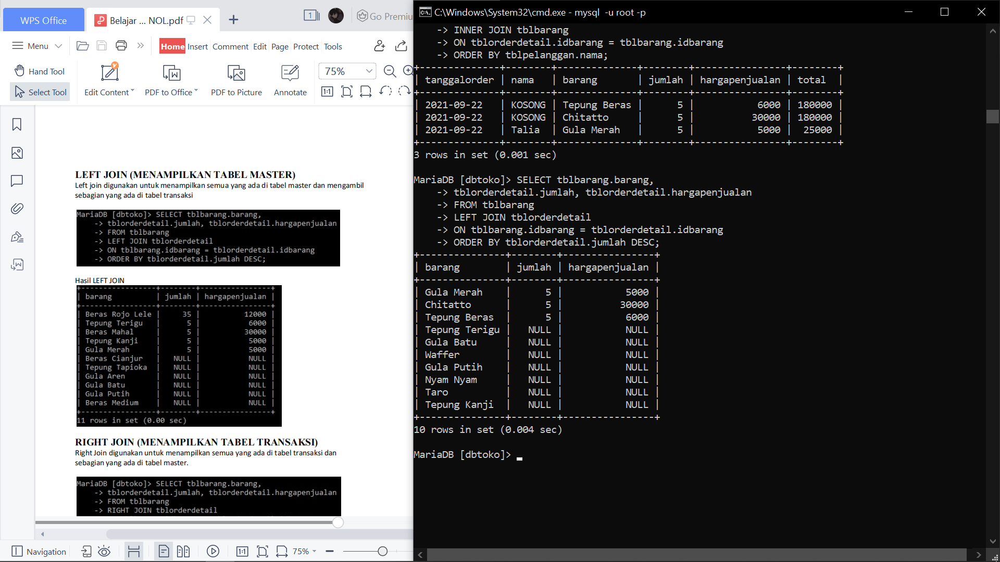 WPS Office
Belajar ... NOL.pdf
1
Go Premiu
Menu
Home Insert Comment Edit Page Protect Tools
Hand Tool
Select Tool
Edit Content
PDF to Office
PDF to Picture
Annotate
75%
1:1
LEFT JOIN (MENAMPILKAN TABEL MASTER)
Left join digunakan untuk menampilkan semua yang ada di tabel master dan mengambil
sebagian yang ada di tabel transaksi
MariaDB [dbtoko]> SELECT tblbarang.barang,
-> tblorderdetail.jumlah, tblorderdetail.hargapenjualan
-> FROM tblbarang
-> LEFT JOIN tblorderdetail
-> ON tblbarang.idbarang = tblorderdetail.idbarang
-> ORDER BY tblorderdetail.jumlah DESC;
Hasil LEFT JOIN
+-----------------+--------+----------------+
| barang | jumlah | hargapenjualan |
+-----------------+--------+----------------+
| Beras Rojo Lele | 35 | 12000 |
| Tepung Terigu | 5 | 6000 |
| Beras Mahal | 5 | 30000 |
| Tepung Kanji | 5 | 5000 |
| Gula Merah | 5 | 5000 |
| Beras Cianjur | NULL | NULL |
| Tepung Tapioka | NULL | NULL |
| Gula Aren | NULL | NULL |
| Gula Batu | NULL | NULL |
| Gula Putih | NULL | NULL |
| Beras Medium | NULL | NULL |
+-----------------+--------+----------------+
11 rows in set (0.00 sec)
RIGHT JOIN (MENAMPILKAN TABEL TRANSAKSI)
Right Join digunakan untuk menampilkan semua yang ada di tabel transaksi dan
sebagian yang ada di tabel master.
MariaDB [dbtoko]> SELECT tblbarang.barang,
-> tblorderdetail.jumlah, tblorderdetail.hargapenjualan
-> FROM tblbarang
-> RIGHT JOIN tblorderdetail
Navigation
1:1
75%
C:\Windows\System32\cmd.exe - mysql -u root -p
-> INNER JOIN tblbarang
-> ON tblorderdetail.idbarang = tblbarang.idbarang
-> ORDER BY tblpelanggan.nama;
+--------------+--------+---------------+--------+----------------+--------+
| tanggalorder | nama | barang | jumlah | hargapenjualan | total |
+--------------+--------+---------------+--------+----------------+--------+
| 2021-09-22 | KOSONG | Tepung Beras | 5 | 6000 | 180000 |
| 2021-09-22 | KOSONG | Chitatto | 5 | 30000 | 180000 |
| 2021-09-22 | Talia | Gula Merah | 5 | 5000 | 25000 |
+--------------+--------+---------------+--------+----------------+--------+
3 rows in set (0.001 sec)
MariaDB [dbtoko]> SELECT tblbarang.barang,
-> tblorderdetail.jumlah, tblorderdetail.hargapenjualan
-> FROM tblbarang
-> LEFT JOIN tblorderdetail
-> ON tblbarang.idbarang = tblorderdetail.idbarang
-> ORDER BY tblorderdetail.jumlah DESC;
+---------------+--------+----------------+
| barang | jumlah | hargapenjualan |
+---------------+--------+----------------+
| Gula Merah | 5 | 5000 |
| Chitatto | 5 | 30000 |
| Tepung Beras | 5 | 6000 |
| Tepung Terigu | NULL | NULL |
| Gula Batu | NULL | NULL |
| Waffer | NULL | NULL |
| Gula Putih | NULL | NULL |
| Nyam Nyam | NULL | NULL |
| Taro | NULL | NULL |
| Tepung Kanji | NULL | NULL |
+---------------+--------+----------------+
10 rows in set (0.004 sec)
MariaDB [dbtoko]>